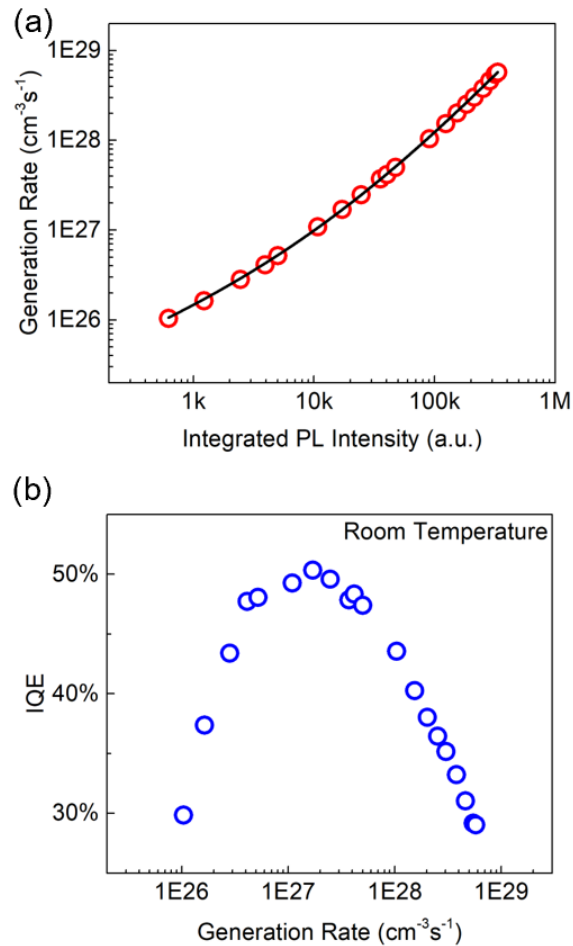 (a)
1E29
1E28
1E27
1E26
Generation Rate (cm⁻³s⁻¹)
1k
10k
100k
1M
Integrated PL Intensity (a.u.)
(b)
Room Temperature
50%
40%
30%
IQE
1E26
1E27
1E28
1E29
Generation Rate (cm⁻³s⁻¹)